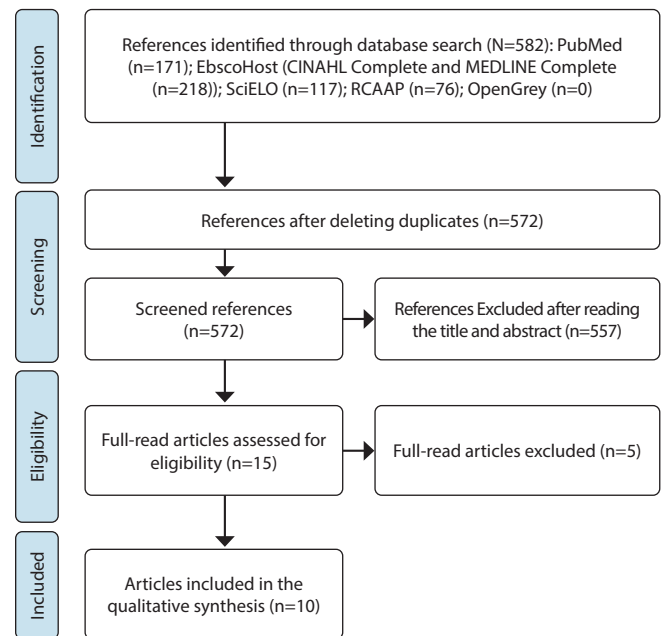 Identification
References identified through database search (N=582): PubMed
(n=171); EbscoHost (CINAHL Complete and MEDLINE Complete
(n=218)); SciELO (n=117); RCAAP (n=76); OpenGrey (n=0)
Screening
References after deleting duplicates (n=572)
Screened references
(n=572)
References Excluded after reading
the title and abstract (n=557)
Eligibility
Full-read articles assessed for
eligibility (n=15)
Full-read articles excluded (n=5)
Included
Articles included in the
qualitative synthesis (n=10)